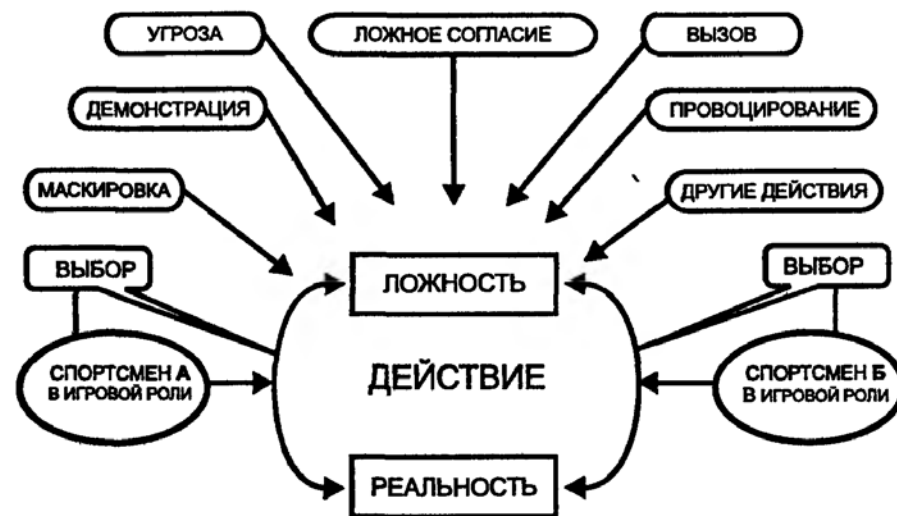 УГРОЗА
ЛОЖНОЕ СОГЛАСИЕ
ВЫЗОВ
ДЕМОНСТРАЦИЯ
ПРОВОЦИРОВАНИЕ
МАСКИРОВКА
ДРУГИЕ ДЕЙСТВИЯ
ВЫБОР
ЛОЖНОСТЬ
ВЫБОР
СПОРТСМЕН А
В ИГРОВОЙ РОЛИ
ДЕЙСТВИЕ
СПОРТСМЕН Б
В ИГРОВОЙ РОЛИ
РЕАЛЬНОСТЬ